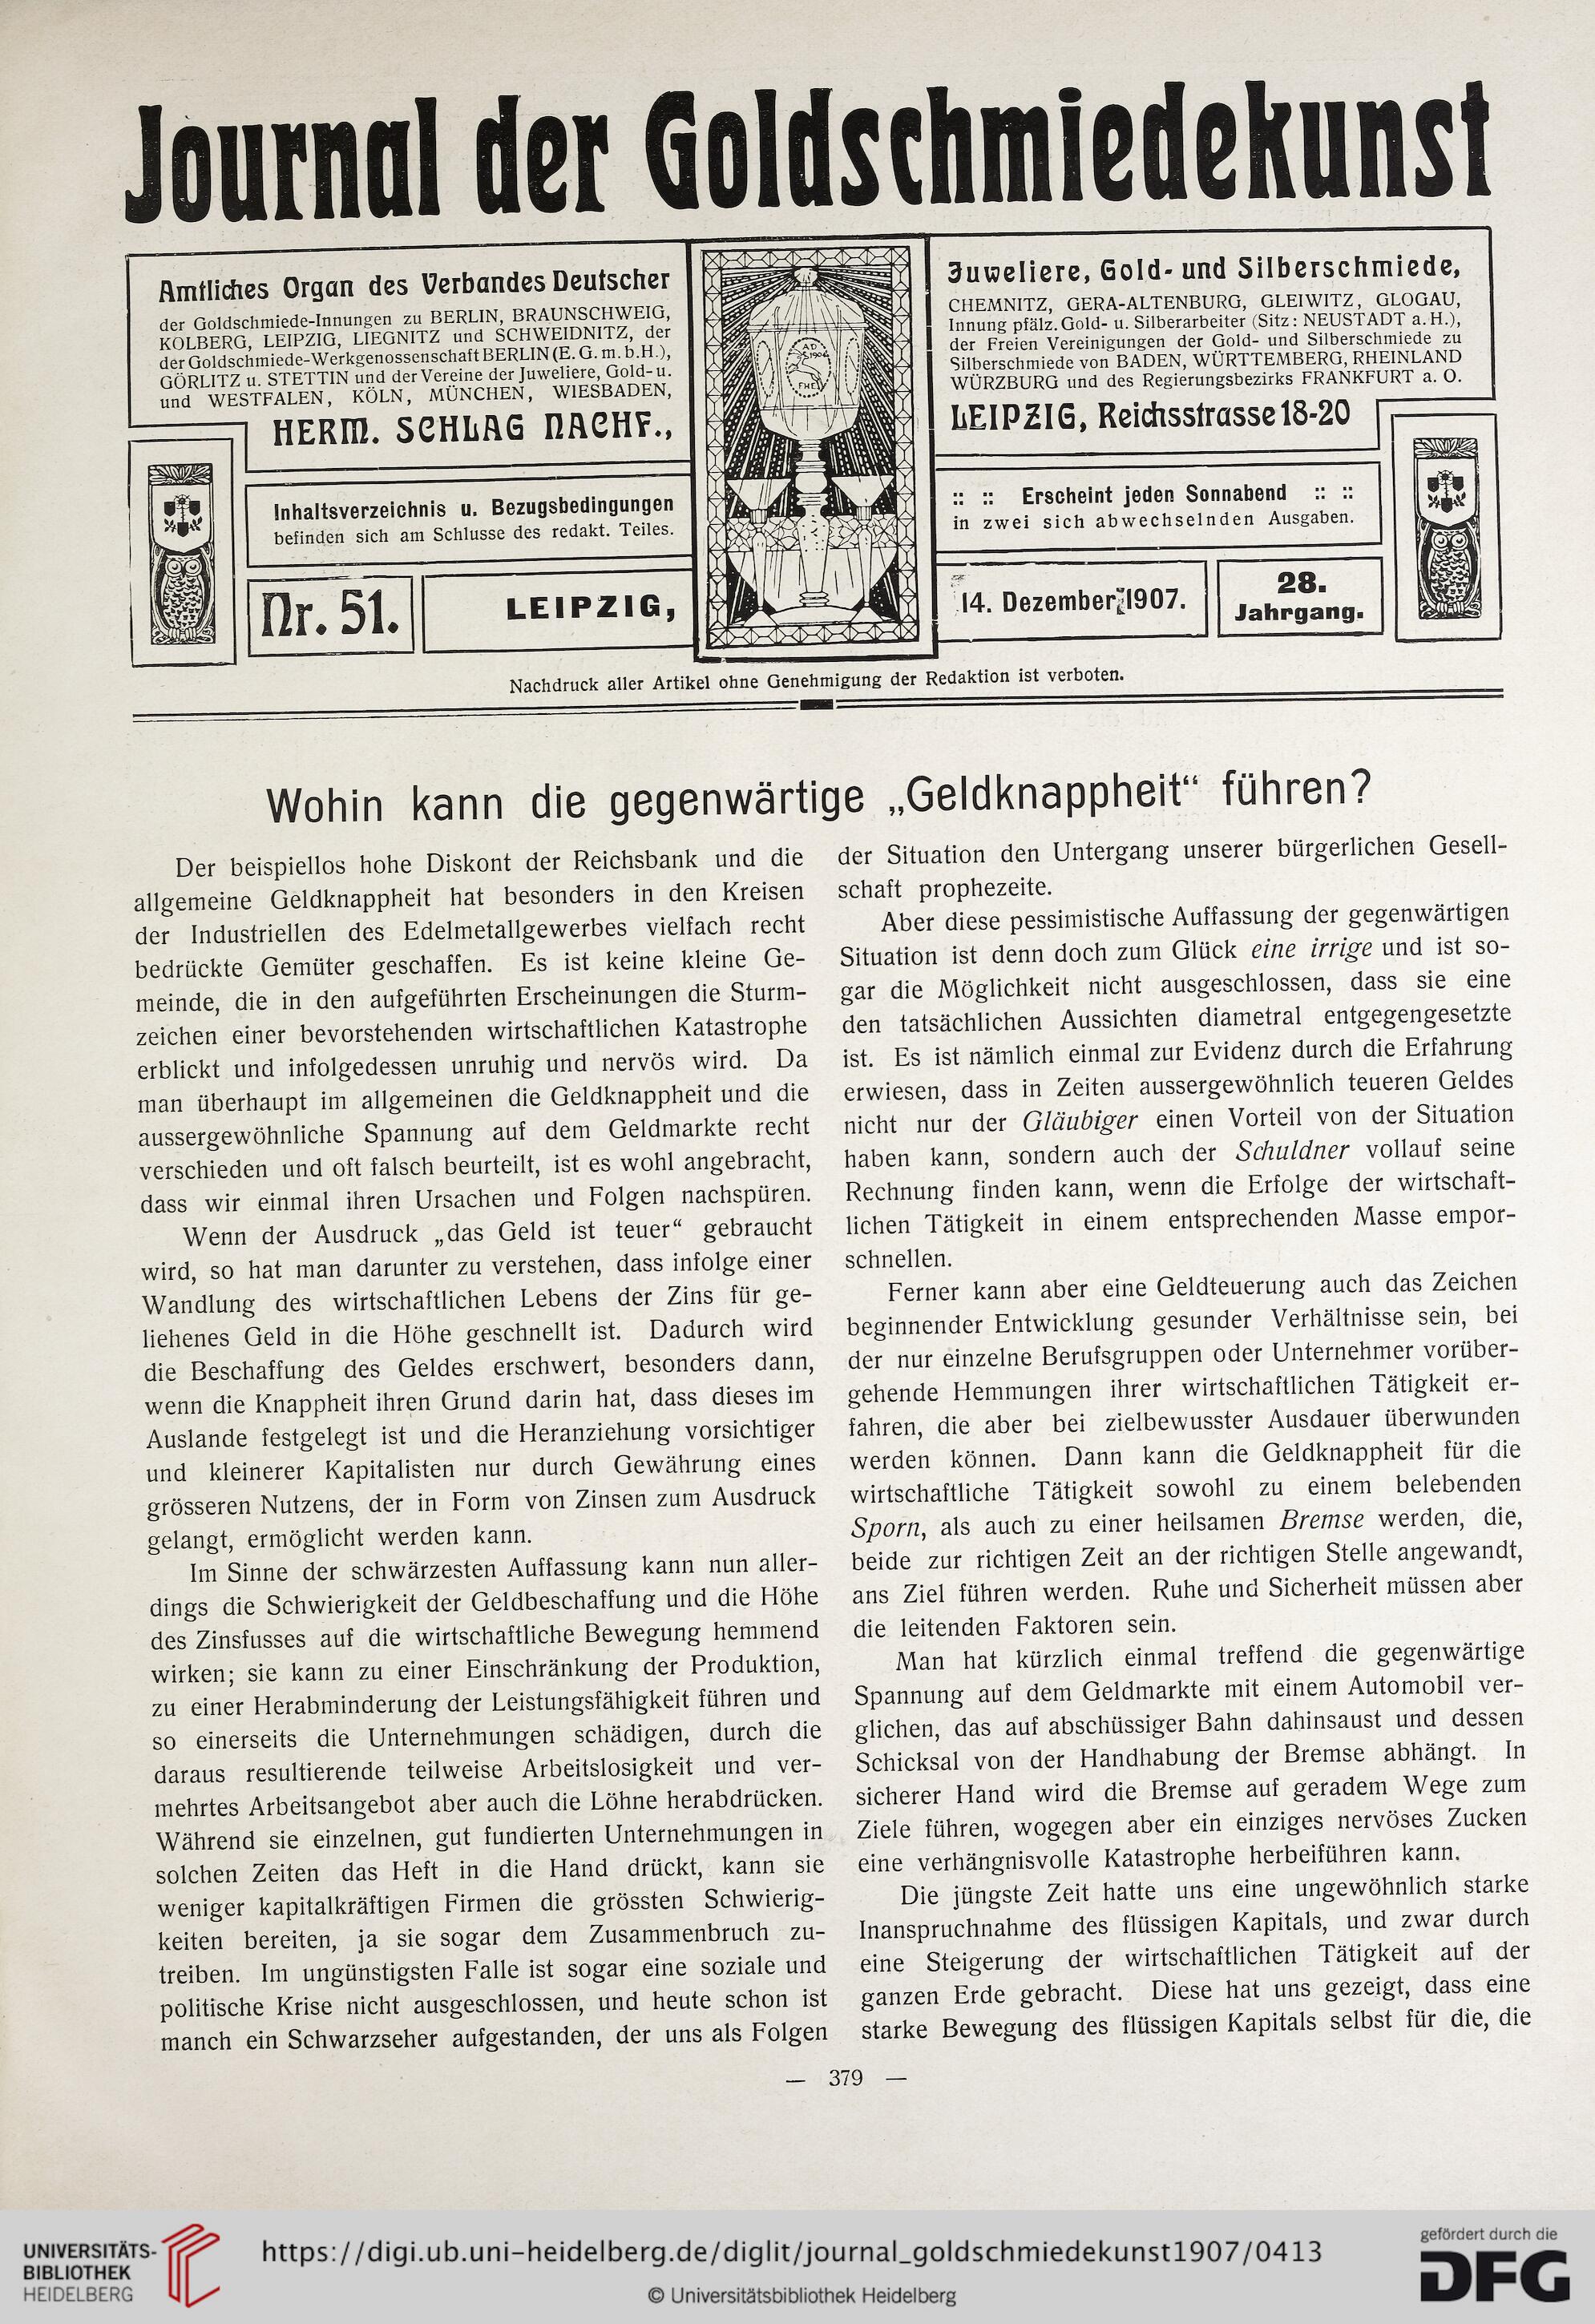 Journal der Goldschmiedekunst
Amtliches Organ des Verbandes Deutscher
der Goldschmiede-Innungen zu BERLIN, BRAUNSCHWEIG,
KOLBERG, LEIPZIG, LIEGNITZ und SCHWEIDNITZ, der
der Goldschmiede-Werkgenossenschaft BERLIN (E. G. m. b. H.),
GÖRLITZ u. STETTIN und der Vereine der Juweliere, Gold- u.
und WESTFALEN, KÖLN, MÜNCHEN, WIESBADEN,
HERM. SCHLAG NACHF.,
Juweliere, Gold- und Silberschmiede,
CHEMNITZ, GERA-ALTENBURG, GLEIWITZ, GLOGAU,
Innung pfälz. Gold- u. Silberarbeiter (Sitz: NEUSTADT a. H.),
der Freien Vereinigungen der Gold- und Silberschmiede zu
Silberschmiede von BADEN, WÜRTTEMBERG, RHEINLAND
WÜRZBURG und des Regierungsbezirks FRANKFURT a. O.
LEIPZIG, Reichsstrasse 18-20
AD
1904
FHE
Inhaltsverzeichnis u. Bezugsbedingungen
befinden sich am Schlusse des redakt. Teiles.
:: :: Erscheint jeden Sonnabend :: ::
in zwei sich abwechselnden Ausgaben.
Nr. 51.
LEIPZIG,
14. Dezember 1907.
28.
Jahrgang.
Nachdruck aller Artikel ohne Genehmigung der Redaktion ist verboten.
Wohin kann die gegenwärtige „Geldknappheit“ führen?
Der beispiellos hohe Diskont der Reichsbank und die
allgemeine Geldknappheit hat besonders in den Kreisen
der Industriellen des Edelmetallgewerbes vielfach recht
bedrückte Gemüter geschaffen. Es ist keine kleine Ge-
meinde, die in den aufgeführten Erscheinungen die Sturm-
zeichen einer bevorstehenden wirtschaftlichen Katastrophe
erblickt und infolgedessen unruhig und nervös wird. Da
man überhaupt im allgemeinen die Geldknappheit und die
aussergewöhnliche Spannung auf dem Geldmarkte recht
verschieden und oft falsch beurteilt, ist es wohl angebracht,
dass wir einmal ihren Ursachen und Folgen nachspüren.
Wenn der Ausdruck „das Geld ist teuer“ gebraucht
wird, so hat man darunter zu verstehen, dass infolge einer
Wandlung des wirtschaftlichen Lebens der Zins für ge-
liehenes Geld in die Höhe geschnellt ist. Dadurch wird
die Beschaffung des Geldes erschwert, besonders dann,
wenn die Knappheit ihren Grund darin hat, dass dieses im
Auslande festgelegt ist und die Heranziehung vorsichtiger
und kleinerer Kapitalisten nur durch Gewährung eines
grösseren Nutzens, der in Form von Zinsen zum Ausdruck
gelangt, ermöglicht werden kann.
Im Sinne der schwärzesten Auffassung kann nun aller-
dings die Schwierigkeit der Geldbeschaffung und die Höhe
des Zinsfusses auf die wirtschaftliche Bewegung hemmend
wirken; sie kann zu einer Einschränkung der Produktion,
zu einer Herabminderung der Leistungsfähigkeit führen und
so einerseits die Unternehmungen schädigen, durch die
daraus resultierende teilweise Arbeitslosigkeit und ver-
mehrtes Arbeitsangebot aber auch die Löhne herabdrücken.
Während sie einzelnen, gut fundierten Unternehmungen in
solchen Zeiten das Heft in die Hand drückt, kann sie
weniger kapitalkräftigen Firmen die grössten Schwierig-
keiten bereiten, ja sie sogar dem Zusammenbruch zu-
treiben. Im ungünstigsten Falle ist sogar eine soziale und
politische Krise nicht ausgeschlossen, und heute schon ist
manch ein Schwarzseher aufgestanden, der uns als Folgen
der Situation den Untergang unserer bürgerlichen Gesell-
schaft prophezeite.
Aber diese pessimistische Auffassung der gegenwärtigen
Situation ist denn doch zum Glück eine irrige und ist so-
gar die Möglichkeit nicht ausgeschlossen, dass sie eine
den tatsächlichen Aussichten diametral entgegengesetzte
ist. Es ist nämlich einmal zur Evidenz durch die Erfahrung
erwiesen, dass in Zeiten aussergewöhnlich teueren Geldes
nicht nur der Gläubiger einen Vorteil von der Situation
haben kann, sondern auch der Schuldner vollauf seine
Rechnung finden kann, wenn die Erfolge der wirtschaft-
lichen Tätigkeit in einem entsprechenden Masse empor-
schnellen.
Ferner kann aber eine Geldteuerung auch das Zeichen
beginnender Entwicklung gesunder Verhältnisse sein, bei
der nur einzelne Berufsgruppen oder Unternehmer vorüber-
gehende Hemmungen ihrer wirtschaftlichen Tätigkeit er-
fahren, die aber bei zielbewusster Ausdauer überwunden
werden können. Dann kann die Geldknappheit für die
wirtschaftliche Tätigkeit sowohl zu einem belebenden
Sporn, als auch zu einer heilsamen Bremse werden, die,
beide zur richtigen Zeit an der richtigen Stelle angewandt,
ans Ziel führen werden. Ruhe und Sicherheit müssen aber
die leitenden Faktoren sein.
Man hat kürzlich einmal treffend die gegenwärtige
Spannung auf dem Geldmarkte mit einem Automobil ver-
glichen, das auf abschüssiger Bahn dahinsaust und dessen
Schicksal von der Handhabung der Bremse abhängt. In
sicherer Hand wird die Bremse auf geradem Wege zum
Ziele führen, wogegen aber ein einziges nervöses Zucken
eine verhängnisvolle Katastrophe herbeiführen kann.
Die jüngste Zeit hatte uns eine ungewöhnlich starke
Inanspruchnahme des flüssigen Kapitals, und zwar durch
eine Steigerung der wirtschaftlichen Tätigkeit auf der
ganzen Erde gebracht. Diese hat uns gezeigt, dass eine
starke Bewegung des flüssigen Kapitals selbst für die, die
— 379 —
UNIVERSITÄTS-
BIBLIOTHEK
HEIDELBERG
https://digi.ub.uni-heidelberg.de/diglit/journal_goldschmiedekunst1907/0413
© Universitätsbibliothek Heidelberg
gefördert durch die
DFG